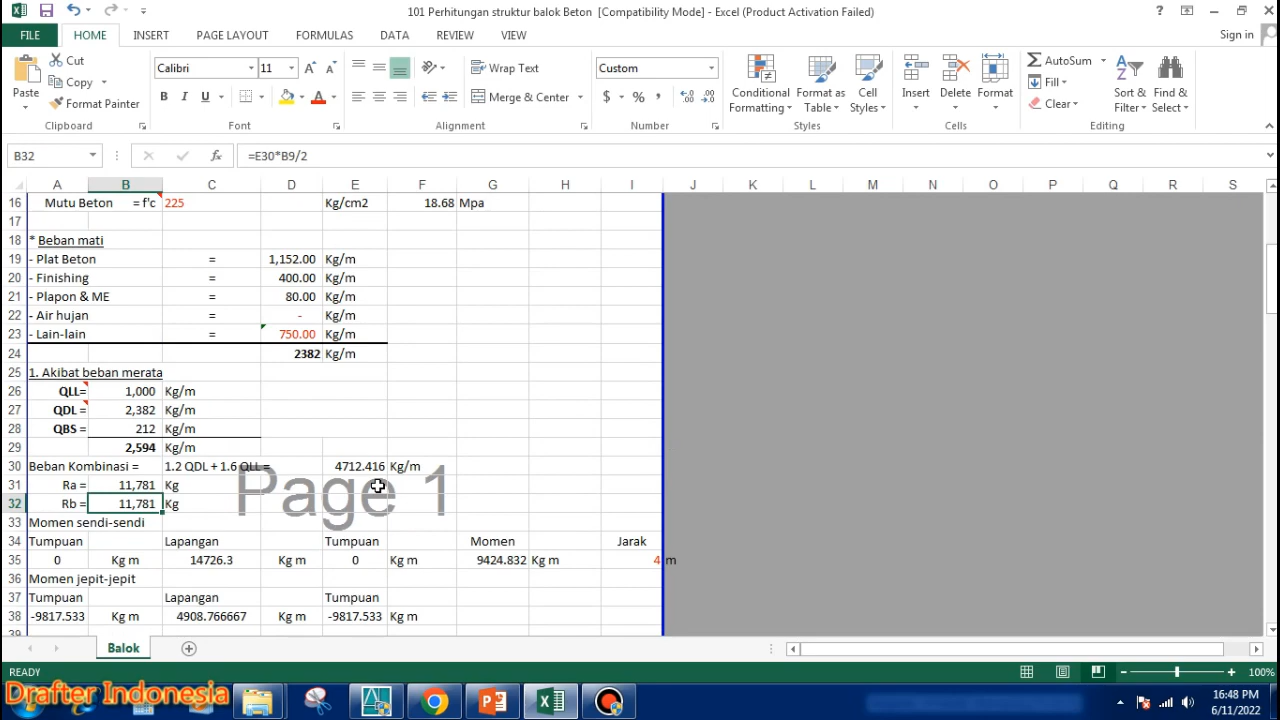 101 Perhitungan struktur balok Beton [Compatibility Mode] - Excel (Product Activation Failed)
FILE HOME INSERT PAGE LAYOUT FORMULAS DATA REVIEW VIEW Sign in
Paste Cut Copy Format Painter
Calibri 11
B I U
Wrap Text
Merge & Center
Custom
$ % ,
Conditional Formatting
Format as Table
Cell Styles
Insert Delete Format
AutoSum
Fill
Clear
Sort & Filter
Find & Select
Clipboard Font Alignment Number Styles Cells Editing
B32 fx =E30*B9/2
A B C D E F G H I J K L M N O P Q R S
16 Mutu Beton = f'c 225 Kg/cm2 18.68 Mpa
17
18 * Beban mati
19 - Plat Beton = 1,152.00 Kg/m
20 - Finishing = 400.00 Kg/m
21 - Plapon & ME = 80.00 Kg/m
22 - Air hujan = - Kg/m
23 - Lain-lain = 750.00 Kg/m
24 2382 Kg/m
25 1. Akibat beban merata
26 QLL= 1,000 Kg/m
27 QDL = 2,382 Kg/m
28 QBS = 212 Kg/m
29 2,594 Kg/m
30 Beban Kombinasi = 1.2 QDL + 1.6 QLL = 4712.416 Kg/m
31 Ra = 11,781 Kg
Page 1
32 Rb = 11,781 Kg
33 Momen sendi-sendi
34 Tumpuan Lapangan Tumpuan Momen Jarak
35 0 Kg m 14726.3 Kg m 0 Kg m 9424.832 Kg m 4 m
36 Momen jepit-jepit
37 Tumpuan Lapangan Tumpuan
38 -9817.533 Kg m 4908.766667 Kg m -9817.533 Kg m
39
Balok
READY 100%
Drafter Indonesia
16:48 PM
6/11/2022